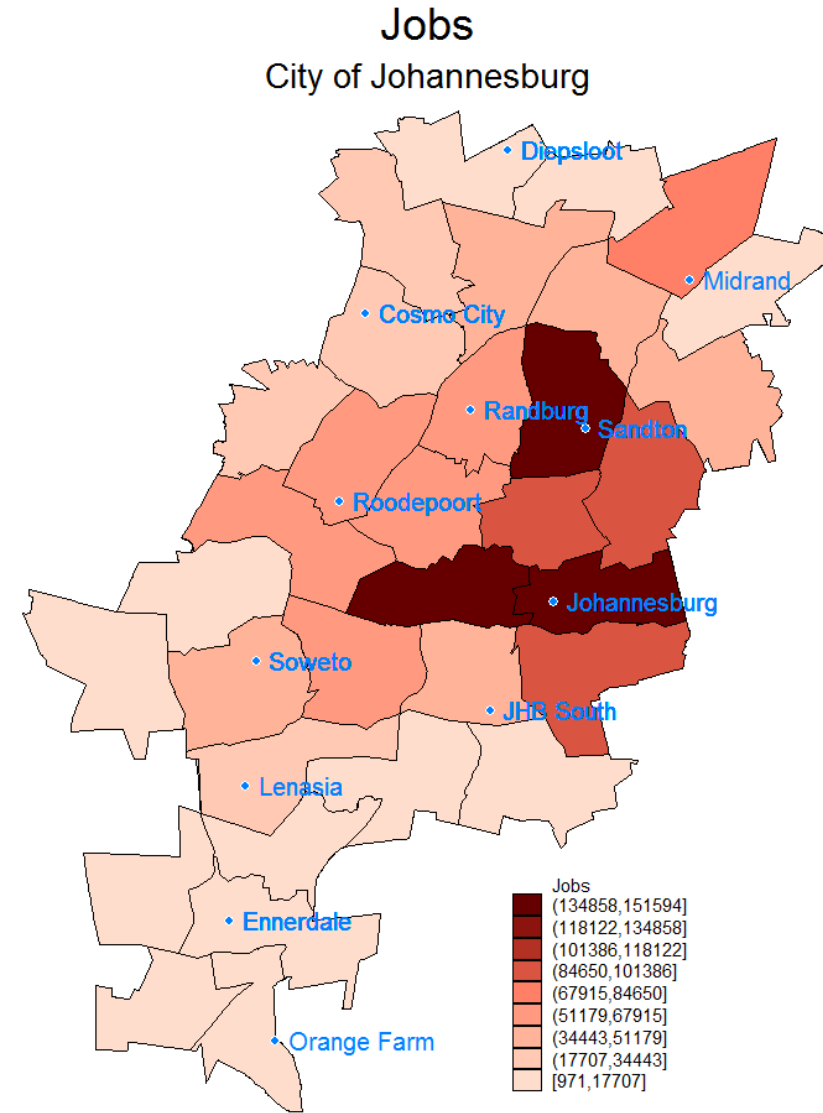 Jobs
City of Johannesburg
Diepsloot
Midrand
Cosmo City
Randburg
Sandton
Roodepoort
Johannesburg
Soweto
JHB South
Lenasia
Ennerdale
Orange Farm
Jobs
(134858,151594]
(118122,134858]
(101386,118122]
(84650,101386]
(67915,84650]
(51179,67915]
(34443,51179]
(17707,34443]
[971,17707]